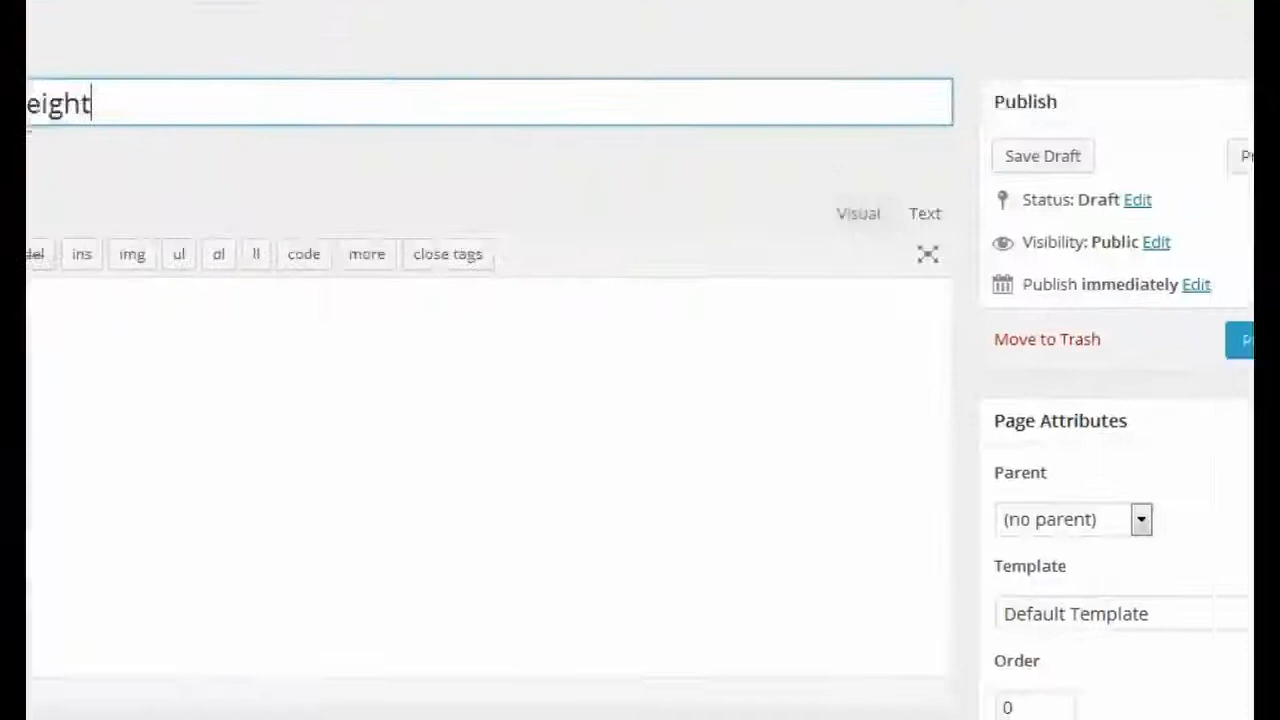 eight
Publish
Save Draft
Status: Draft Edit
Visibility: Public Edit
Publish immediately Edit
Move to Trash
Visual Text
del ins img ul ol li code more close tags
Page Attributes
Parent
(no parent)
Template
Default Template
Order
0